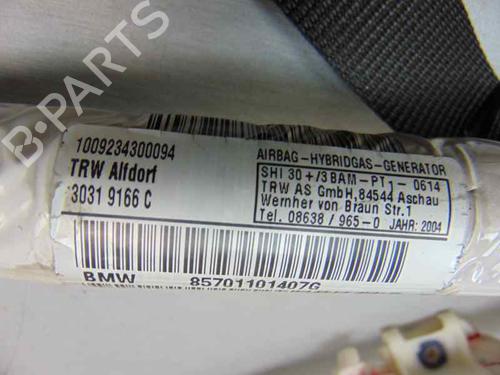 B-PARTS
1009234300094
TRW Alfdorf
3031 9166 C
AIRBAG-HYBRIDGAS-GENERATOR
SHI 30+/3 BAM-PT1-0614
TRW AS GmbH,84544 Aschau
Wernher von Braun Str.1
Tel. 08638 / 965-0 JAHR: 2004
BMW 85701101407G